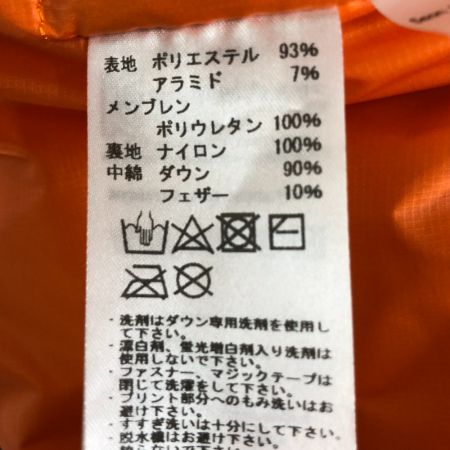 表地 ポリエステル 93%
アラミド 7%
メンブレン
ポリウレタン 100%
裏地 ナイロン 100%
中綿 ダウン 90%
フェザー 10%
・洗剤はダウン専用洗剤を使用し
て下さい。
・漂白剤、蛍光増白剤入り洗剤は
使用しないで下さい。
・ファスナー、マジックテープは
閉じて洗濯をして下さい。
・プリント部分へのもみ洗いはお
避け下さい。
・すすぎ洗いは十分にして下さい。
・脱水機はお避け下さい。